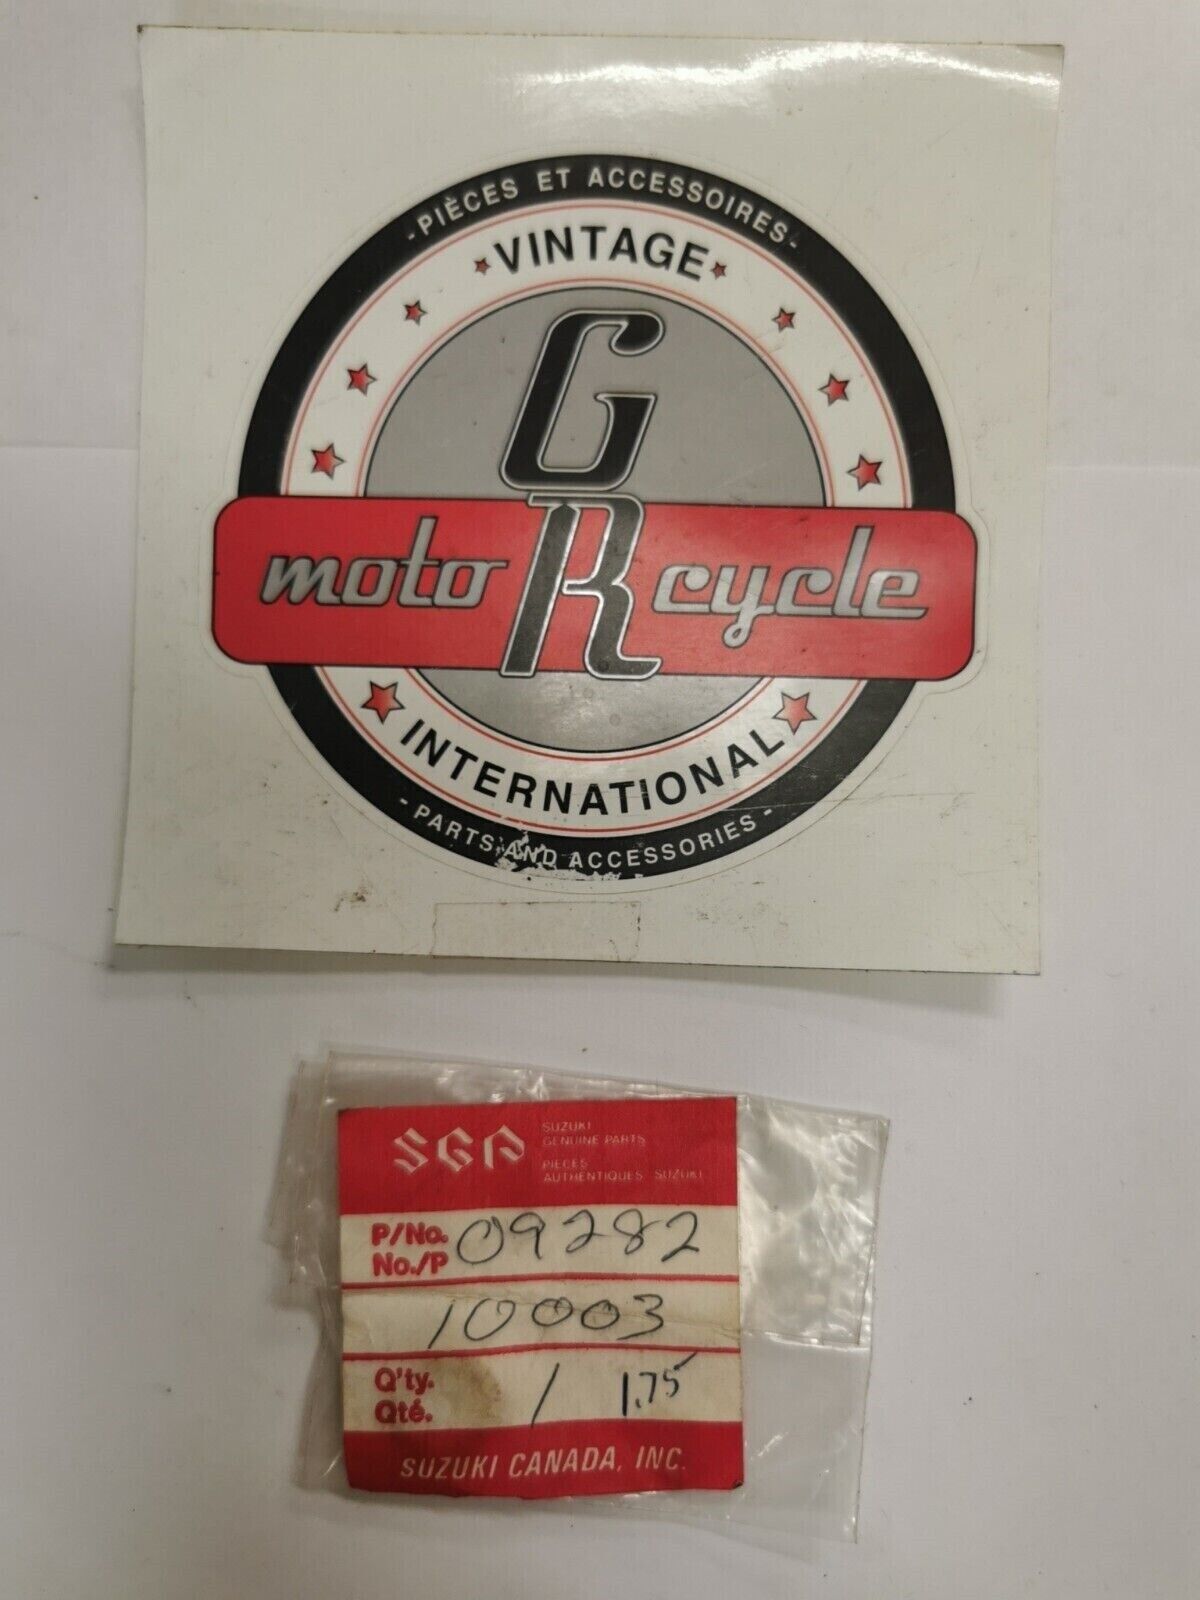 - PIÈCES ET ACCESSOIRES -
VINTAGE
GR
moto cycle
INTERNATIONAL
- PARTS AND ACCESSORIES -
SGP
SUZUKI
GENUINE PARTS
PIÈCES
AUTHENTIQUES SUZUKI
P/No. 09282
No./P
10003
Q'ty. / 1.75
Qté.
SUZUKI CANADA, INC.